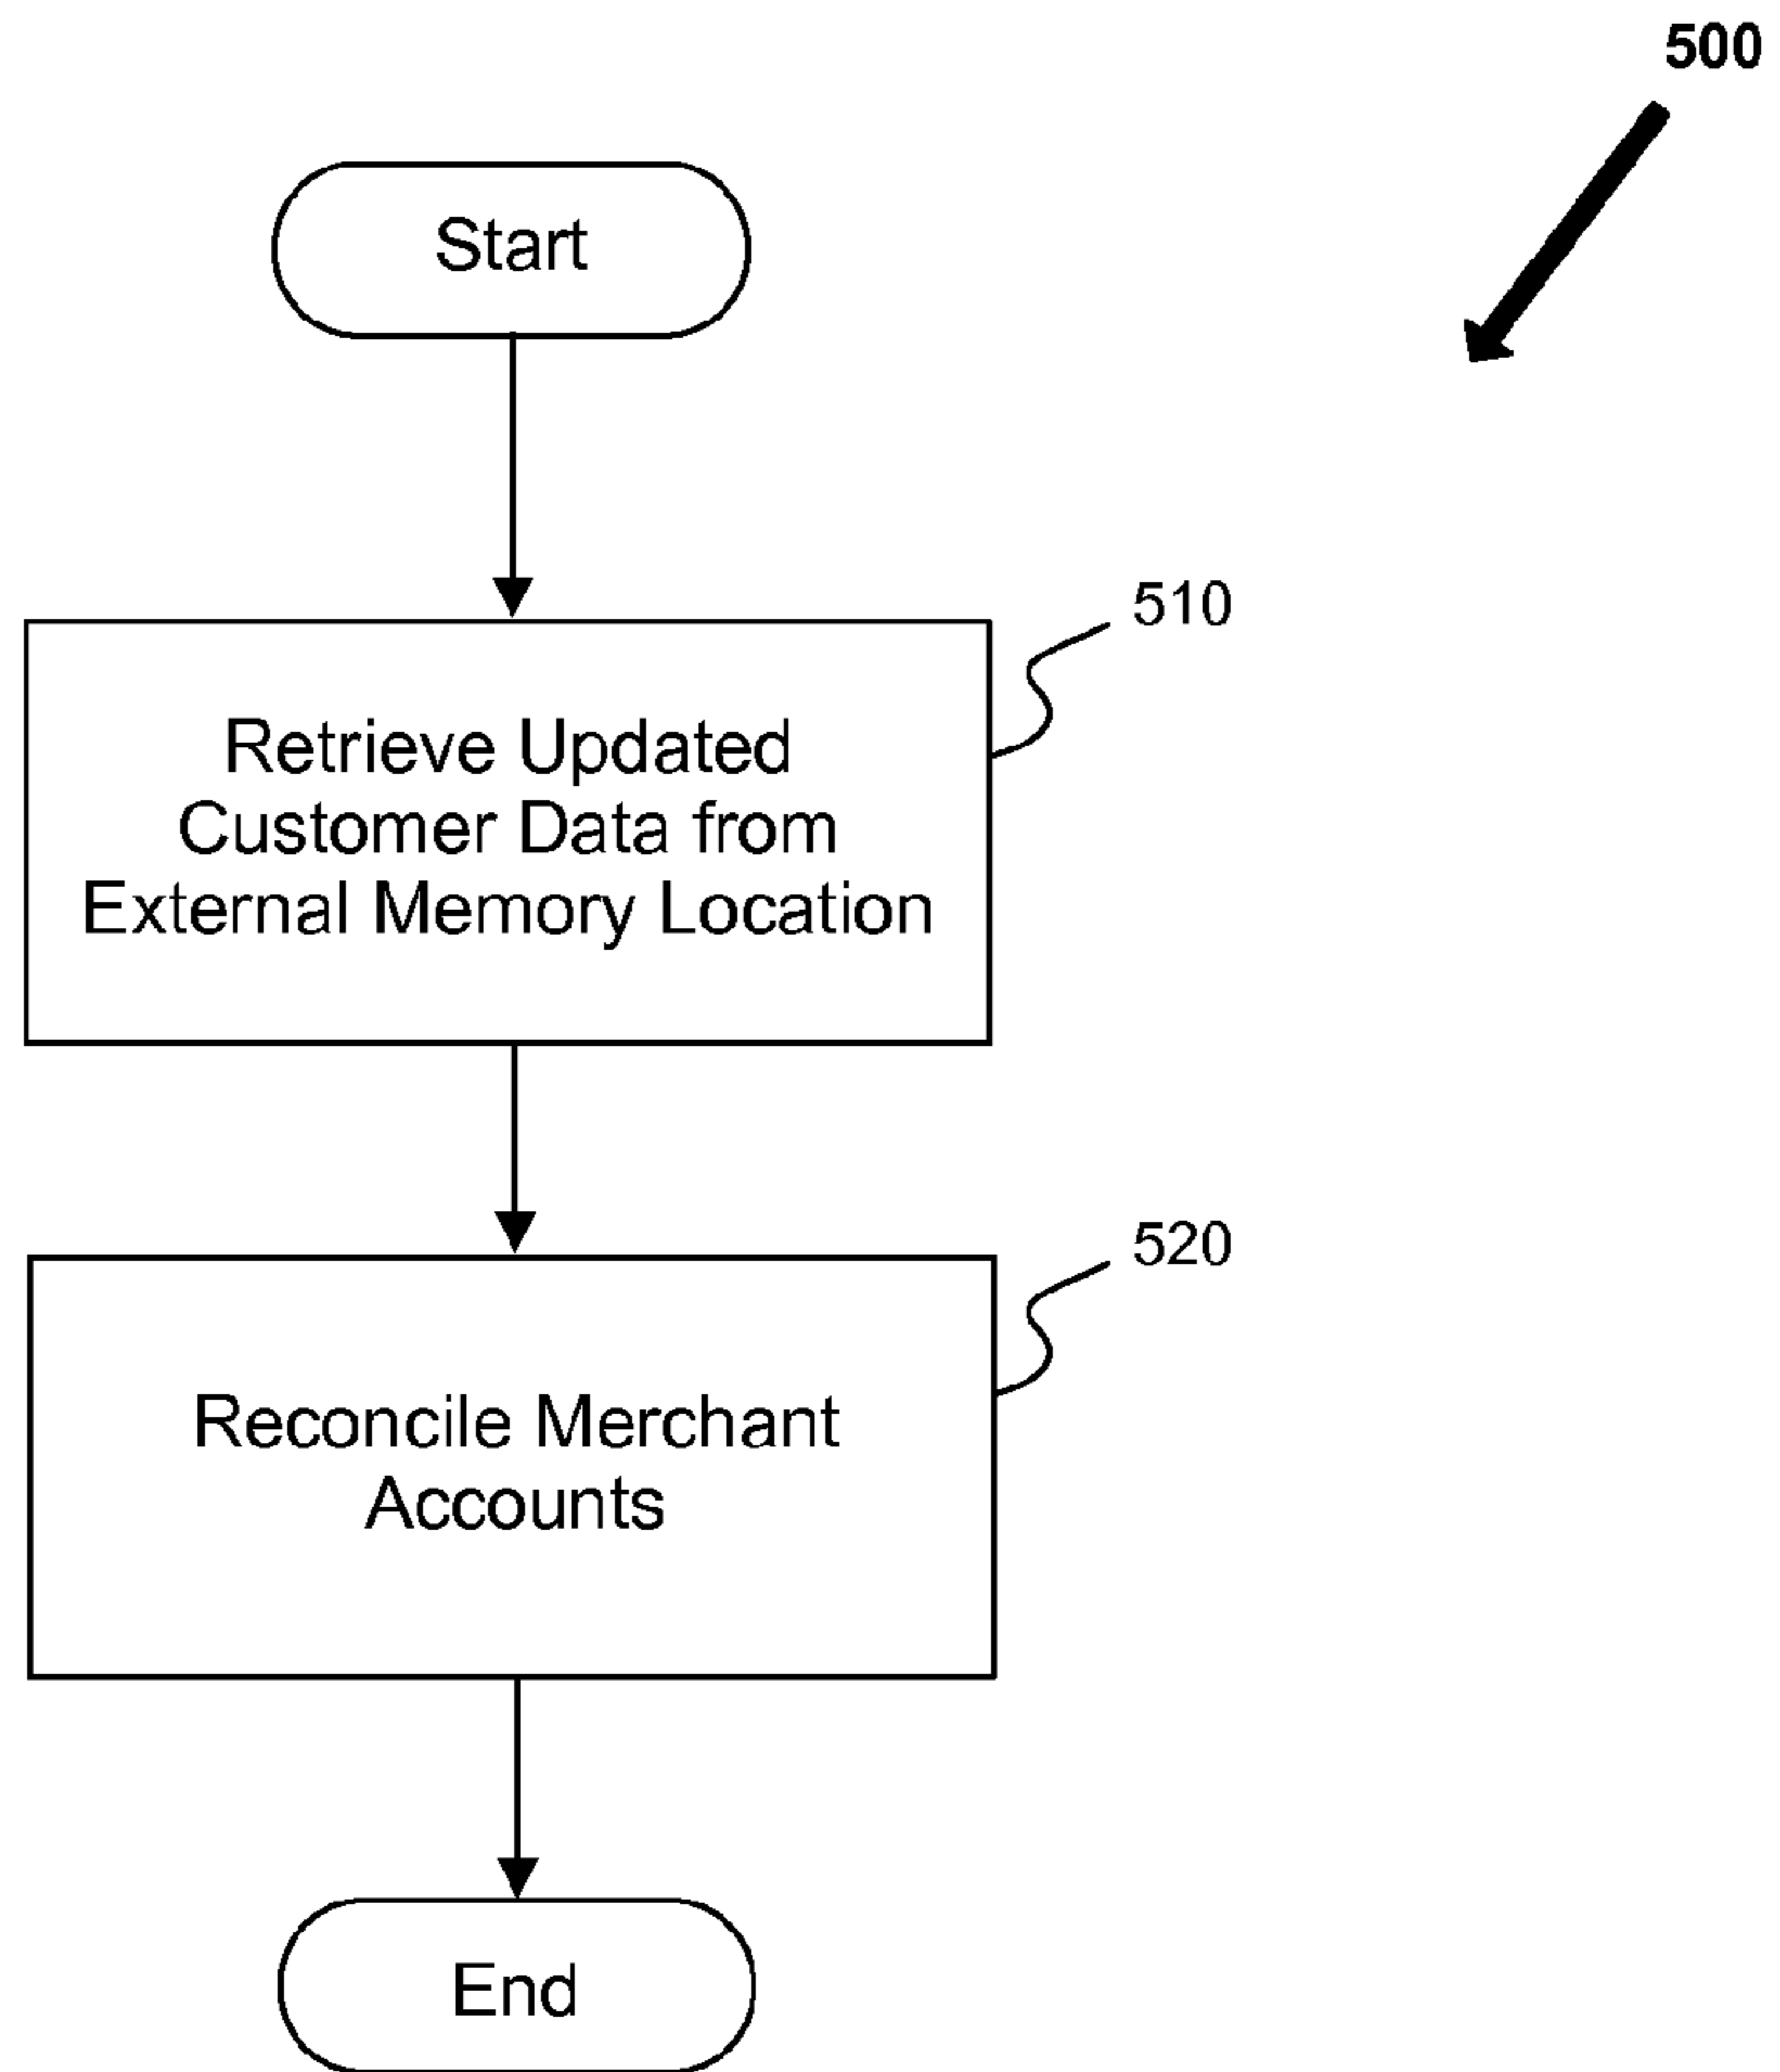 500
Start
510
Retrieve Updated
Customer Data from
External Memory Location
520
Reconcile Merchant
Accounts
End